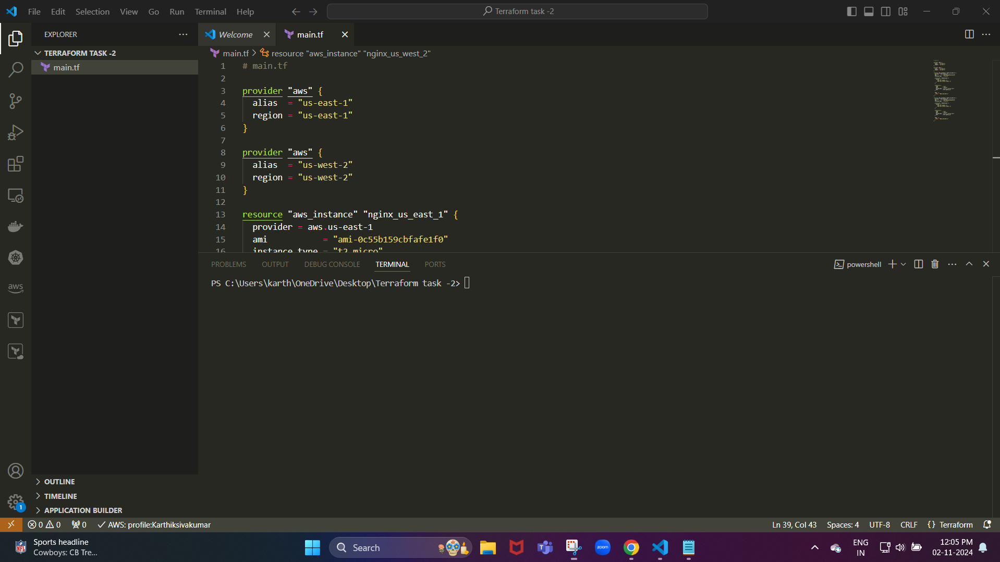 File Edit Selection View Go Run Terminal Help
Terraform task -2
EXPLORER
Welcome
main.tf
TERRAFORM TASK -2
main.tf
main.tf > resource "aws_instance" "nginx_us_west_2"
1 # main.tf
2
3 provider "aws" {
4 alias = "us-east-1"
5 region = "us-east-1"
6 }
7
8 provider "aws" {
9 alias = "us-west-2"
10 region = "us-west-2"
11 }
12
13 resource "aws_instance" "nginx_us_east_1" {
14 provider = aws.us-east-1
15 ami = "ami-0c55b159cbfafe1f0"
16 instance_type = "t2.micro"
PROBLEMS OUTPUT DEBUG CONSOLE TERMINAL PORTS
powershell
PS C:\Users\karth\OneDrive\Desktop\Terraform task -2>
aws
OUTLINE
TIMELINE
APPLICATION BUILDER
1
0 0 0 AWS: profile:Karthiksivakumar
Ln 39, Col 43 Spaces: 4 UTF-8 CRLF {} Terraform
Sports headline
Cowboys: CB Tre...
Search
zoom
ENG
IN
12:05 PM
02-11-2024